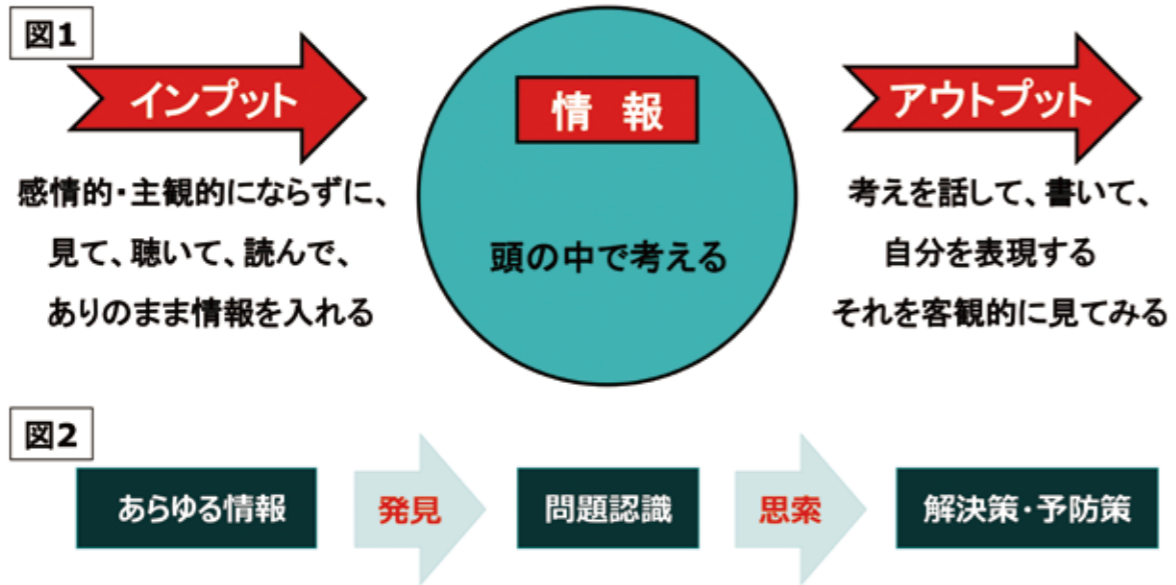 図1
インプット
感情的・主観的にならずに、
見て、聴いて、読んで、
ありのまま情報を入れる
情 報
頭の中で考える
アウトプット
考えを話して、書いて、
自分を表現する
それを客観的に見てみる
図2
あらゆる情報
発見
問題認識
思索
解決策・予防策